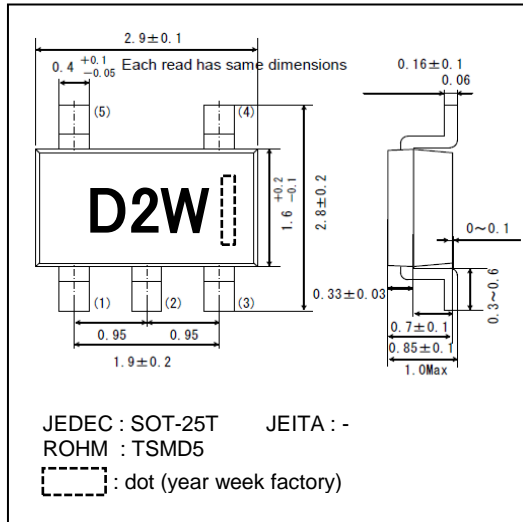 2.9±0.1
0.4 +0.1 -0.05 Each read has same dimensions
0.16±0.1
0.06
(5)
(4)
D2W
1.6 +0.2 -0.1
2.8±0.2
0~0.1
(1)
(2)
(3)
0.33±0.03
0.3~0.6
0.95
0.95
0.7±0.1
1.9±0.2
0.85±0.1
1.0Max
JEDEC : SOT-25T JEITA : -
ROHM : TSMD5
: dot (year week factory)